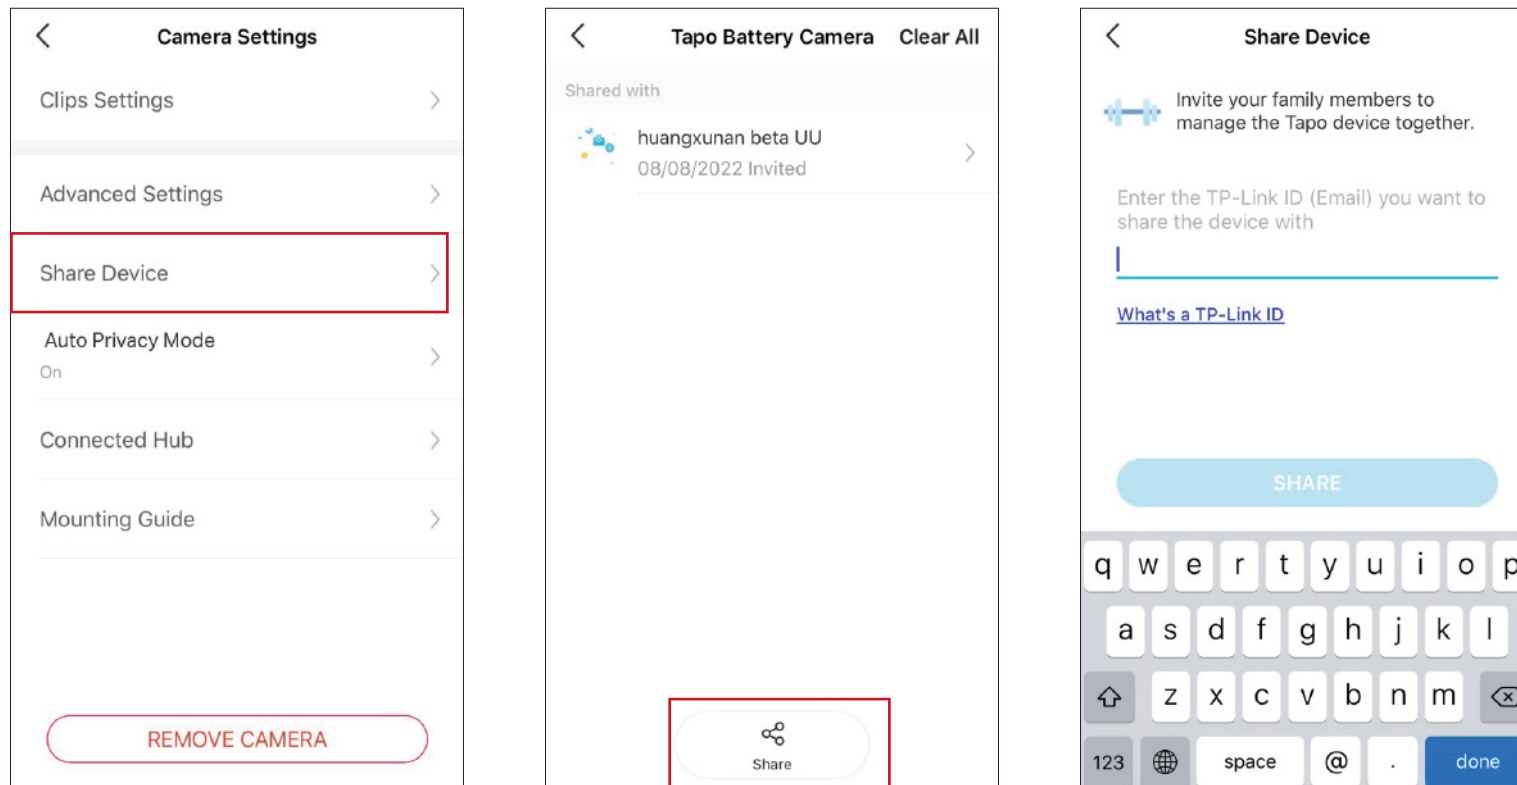 Camera Settings
Clips Settings
Advanced Settings
Share Device
Auto Privacy Mode
On
Connected Hub
Mounting Guide
REMOVE CAMERA
Tapo Battery Camera Clear All
Shared with
huangxunan beta UU
08/08/2022 Invited
Share
Share Device
Invite your family members to
manage the Tapo device together.
Enter the TP-Link ID (Email) you want to
share the device with
What's a TP-Link ID
SHARE
q w e r t y u i o p
a s d f g h j k l
z x c v b n m
123 space @ . done